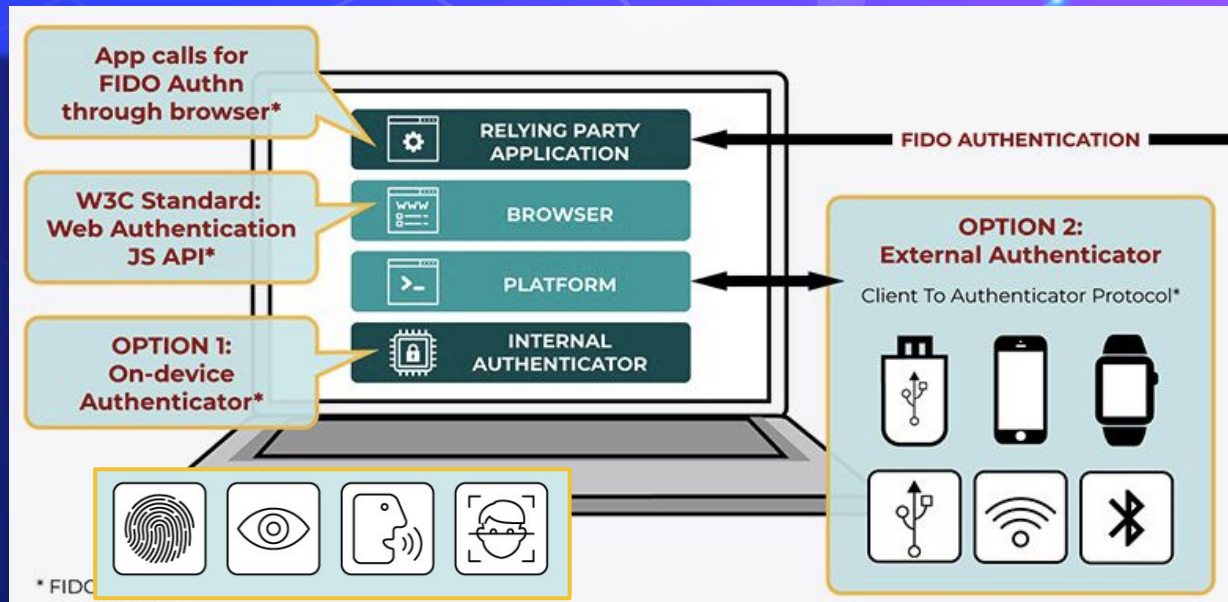 App calls for
FIDO Authn
through browser*
W3C Standard:
Web Authentication
JS API*
OPTION 1:
On-device
Authenticator*
RELYING PARTY
APPLICATION
WWW
BROWSER
PLATFORM
INTERNAL
AUTHENTICATOR
FIDO AUTHENTICATION
OPTION 2:
External Authenticator
Client To Authenticator Protocol*